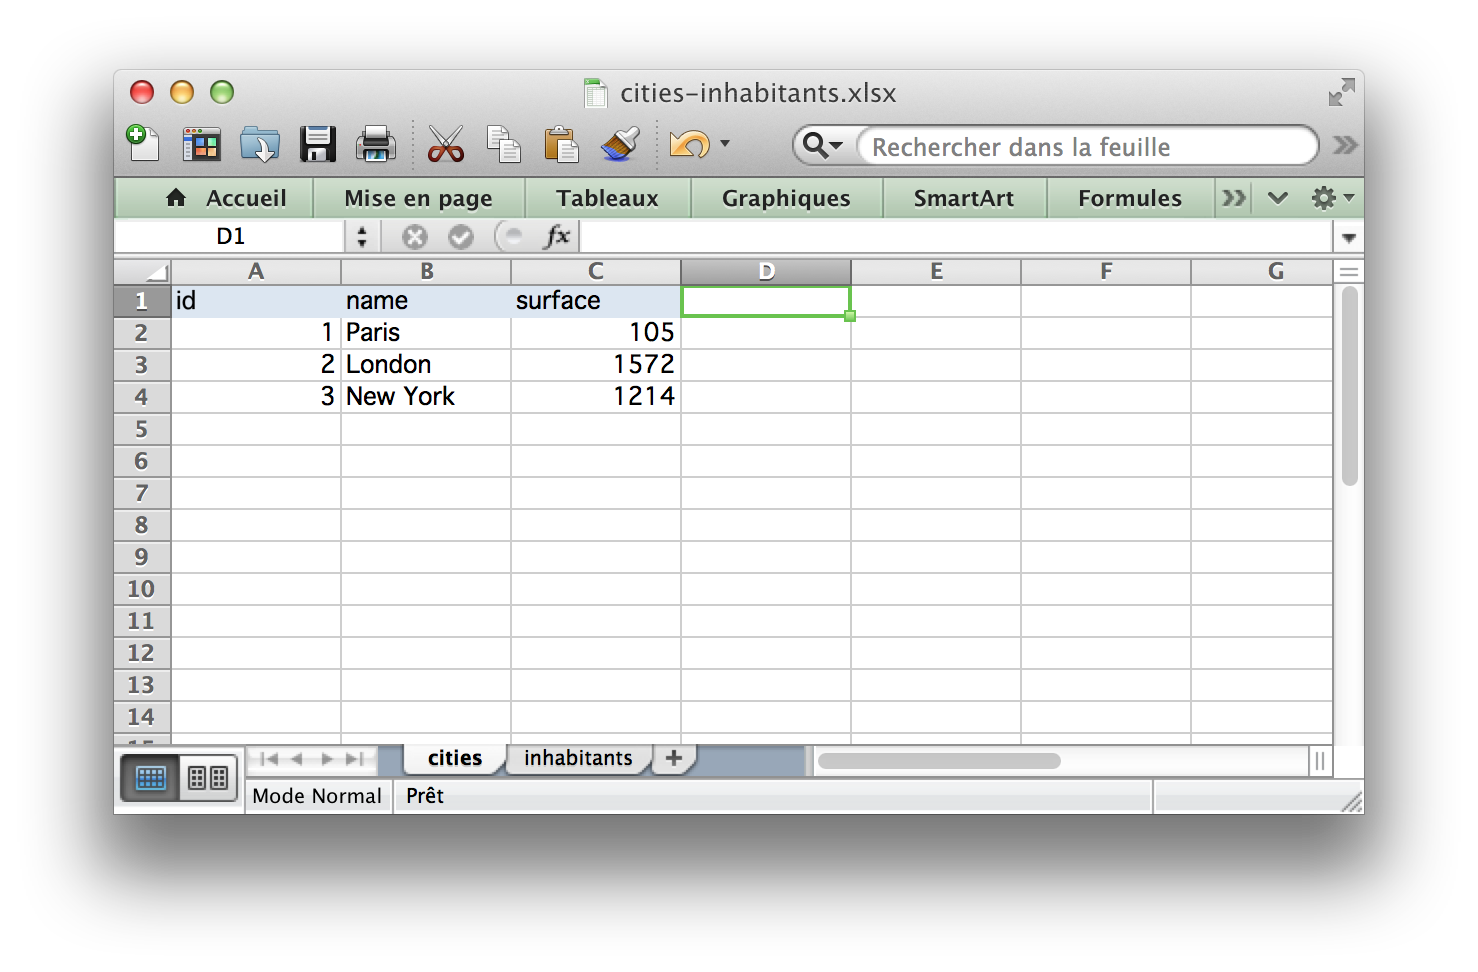 cities-inhabitants.xlsx
Rechercher dans la feuille
Accueil Mise en page Tableaux Graphiques SmartArt Formules
D1 fx
A B C D E F G
1 id name surface
2 1 Paris 105
3 2 London 1572
4 3 New York 1214
5
6
7
8
9
10
11
12
13
14
cities inhabitants +
Mode Normal Prêt